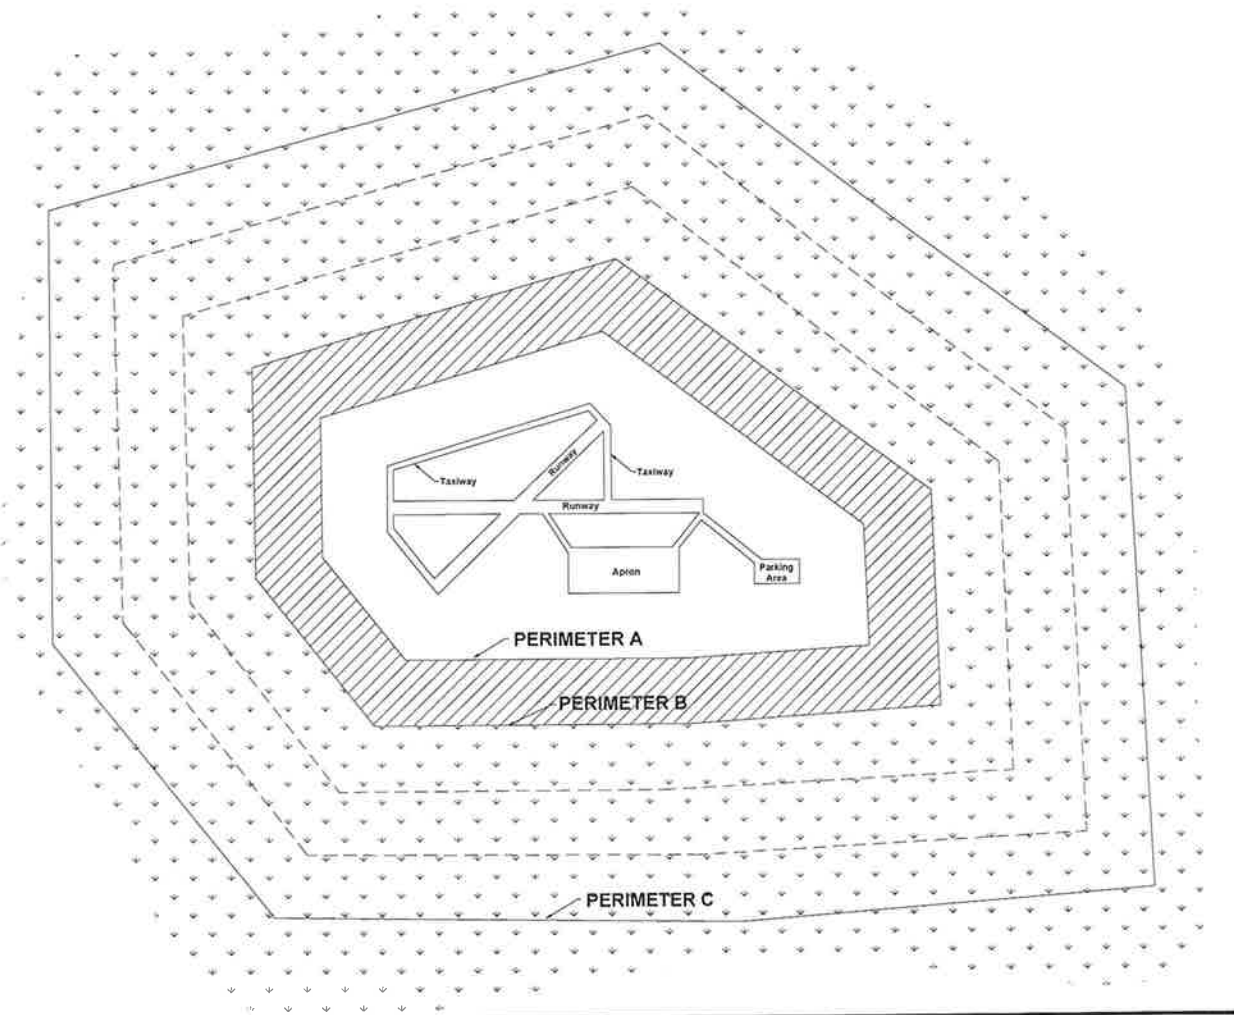 Runway
Taxiway
Taxiway
Runway
Apron
Parking
Area
PERIMETER A
PERIMETER B
PERIMETER C